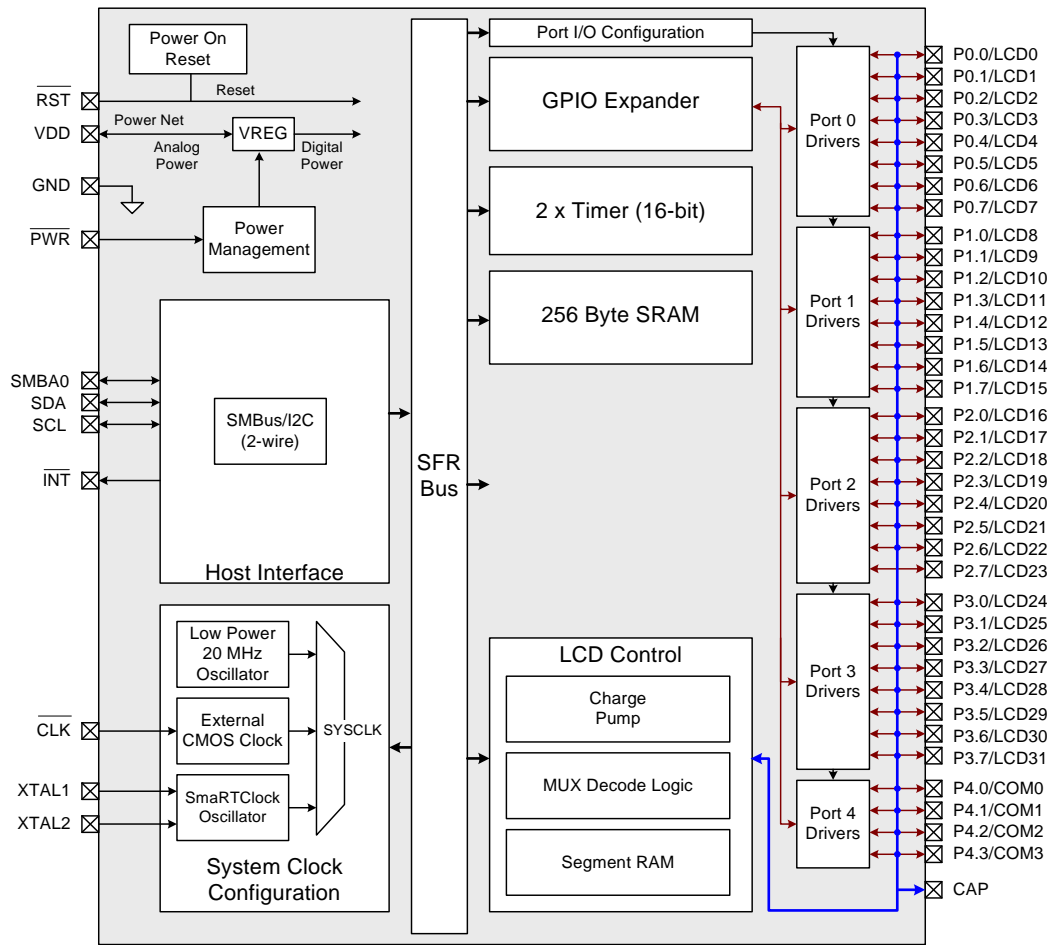 Power On
Reset
RST
Reset
VDD
Power Net
Analog
Power
VREG
Digital
Power
GND
PWR
Power
Management
SMBA0
SDA
SCL
INT
SMBus/I2C
(2-wire)
Host Interface
Low Power
20 MHz
Oscillator
CLK
External
CMOS Clock
SYSCLK
XTAL1
XTAL2
SmaRTClock
Oscillator
System Clock
Configuration
SFR
Bus
Port I/O Configuration
GPIO Expander
2 x Timer (16-bit)
256 Byte SRAM
LCD Control
Charge
Pump
MUX Decode Logic
Segment RAM
Port 0
Drivers
Port 1
Drivers
Port 2
Drivers
Port 3
Drivers
Port 4
Drivers
P0.0/LCD0
P0.1/LCD1
P0.2/LCD2
P0.3/LCD3
P0.4/LCD4
P0.5/LCD5
P0.6/LCD6
P0.7/LCD7
P1.0/LCD8
P1.1/LCD9
P1.2/LCD10
P1.3/LCD11
P1.4/LCD12
P1.5/LCD13
P1.6/LCD14
P1.7/LCD15
P2.0/LCD16
P2.1/LCD17
P2.2/LCD18
P2.3/LCD19
P2.4/LCD20
P2.5/LCD21
P2.6/LCD22
P2.7/LCD23
P3.0/LCD24
P3.1/LCD25
P3.2/LCD26
P3.3/LCD27
P3.4/LCD28
P3.5/LCD29
P3.6/LCD30
P3.7/LCD31
P4.0/COM0
P4.1/COM1
P4.2/COM2
P4.3/COM3
CAP